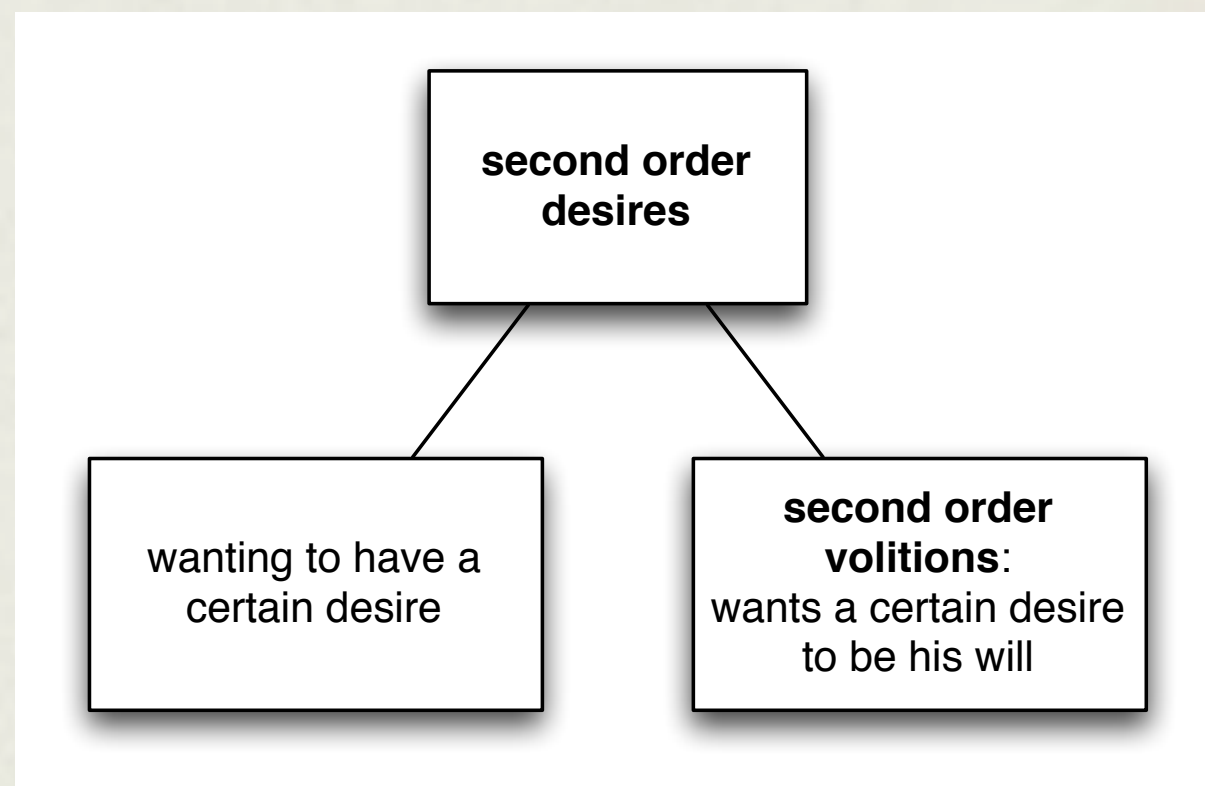 second order
desires
wanting to have a
certain desire
second order
volitions:
wants a certain desire
to be his will